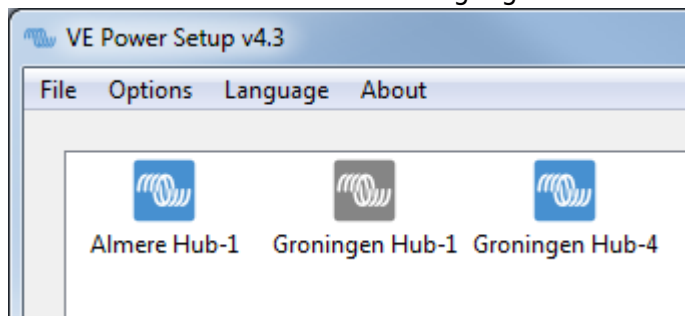 VE Power Setup v4.3
File Options Language About
Almere Hub-1 Groningen Hub-1 Groningen Hub-4